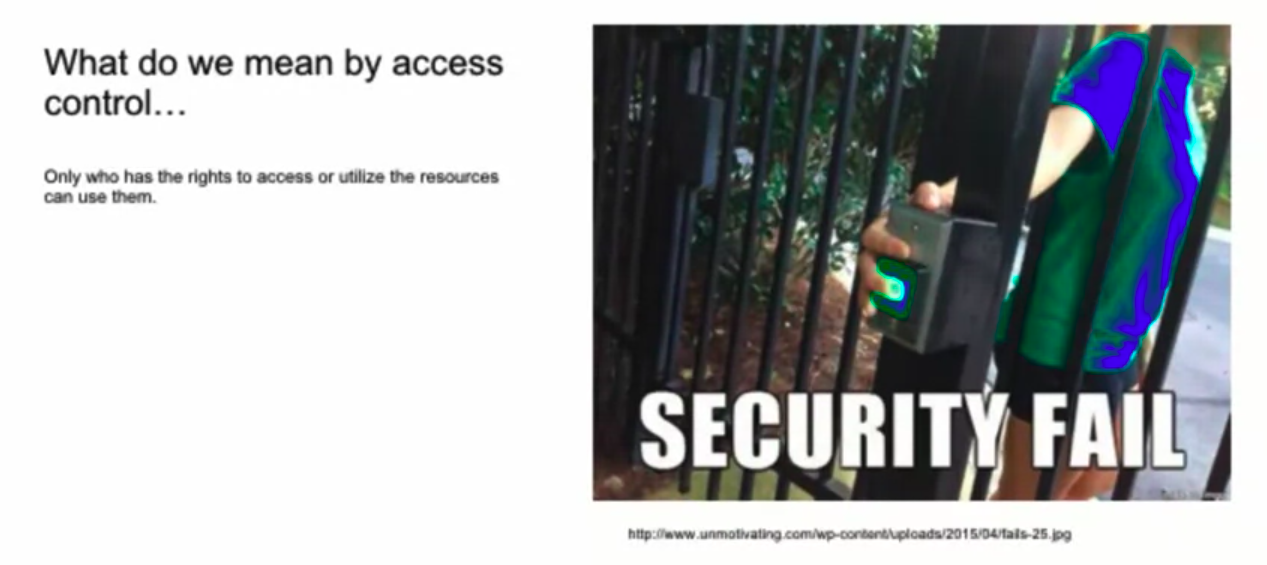 What do we mean by access
control…
Only who has the rights to access or utilize the resources
can use them.
SECURITY FAIL
http://www.unmotivating.com/wp-content/uploads/2015/04/fails-25.jpg